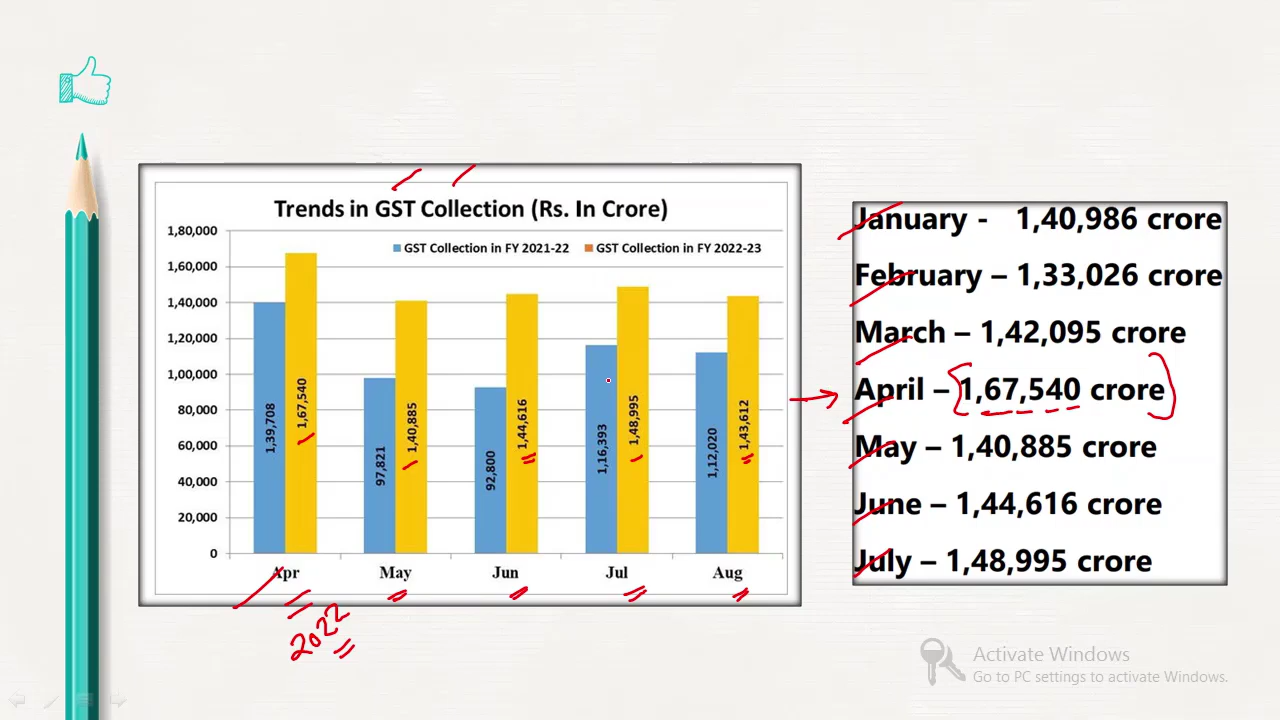 Trends in GST Collection (Rs. In Crore)
GST Collection in FY 2021-22 GST Collection in FY 2022-23
1,80,000
1,60,000
1,40,000
1,20,000
1,00,000
80,000
60,000
40,000
20,000
0
1,39,708
1,67,540
97,821
1,40,885
92,800
1,44,616
1,16,393
1,48,995
1,12,020
1,43,612
Apr May Jun Jul Aug
2022
January - 1,40,986 crore
February – 1,33,026 crore
March – 1,42,095 crore
April – 1,67,540 crore
May – 1,40,885 crore
June – 1,44,616 crore
July – 1,48,995 crore
Activate Windows
Go to PC settings to activate Windows.